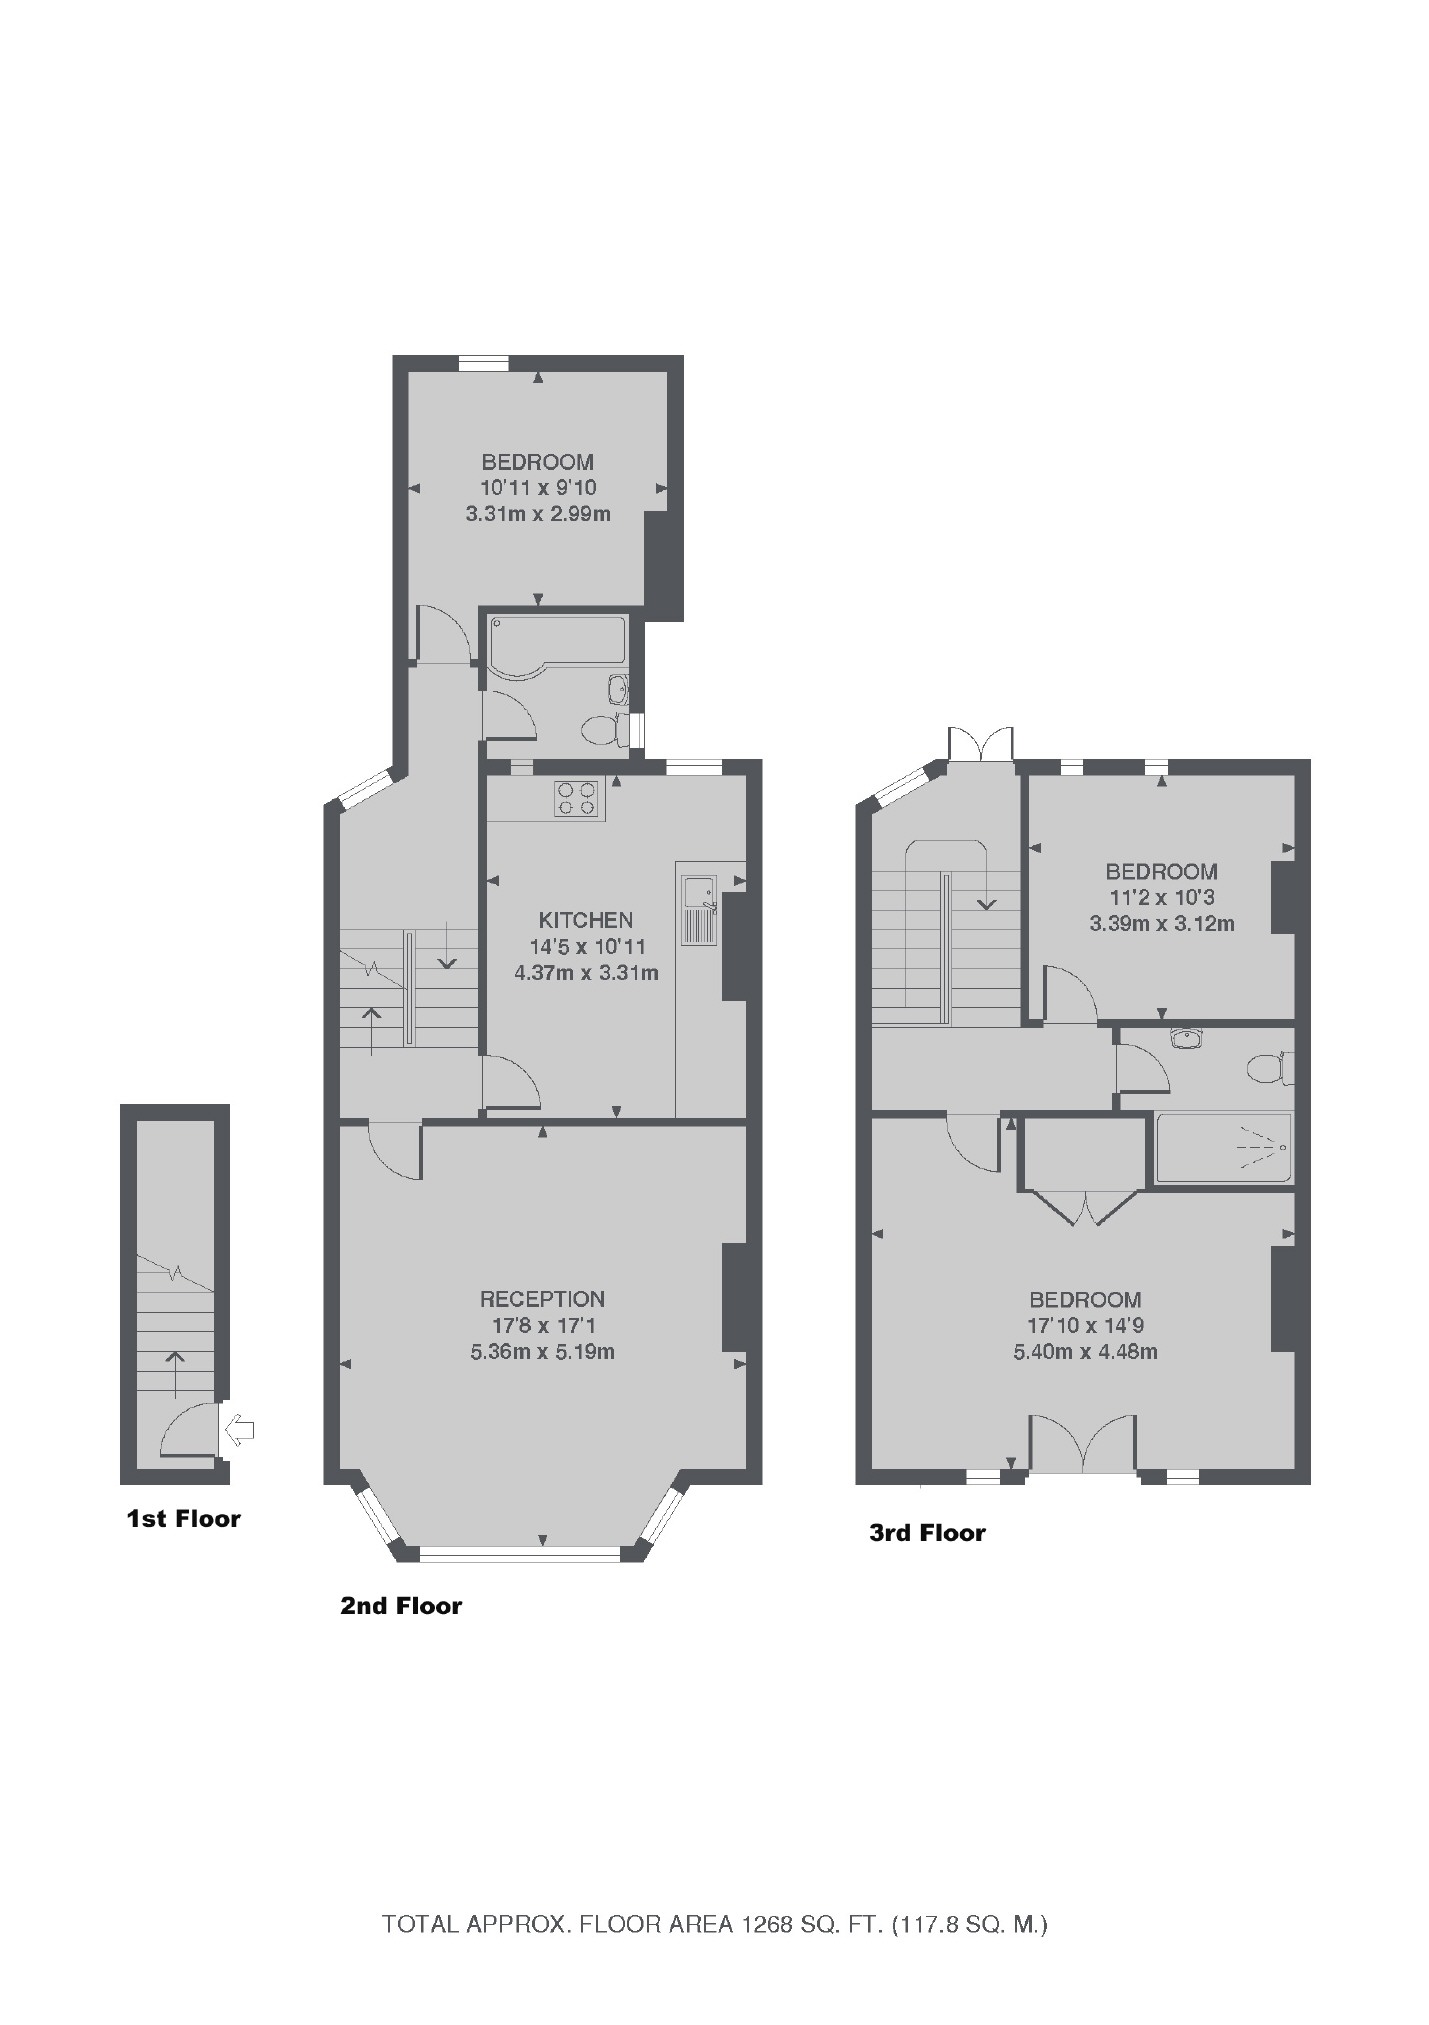 BEDROOM
10'11 x 9'10
3.31m x 2.99m
KITCHEN
14'5 x 10'11
4.37m x 3.31m
RECEPTION
17'8 x 17'1
5.36m x 5.19m
BEDROOM
11'2 x 10'3
3.39m x 3.12m
BEDROOM
17'10 x 14'9
5.40m x 4.48m
1st Floor
2nd Floor
3rd Floor
TOTAL APPROX. FLOOR AREA 1268 SQ. FT. (117.8 SQ. M.)